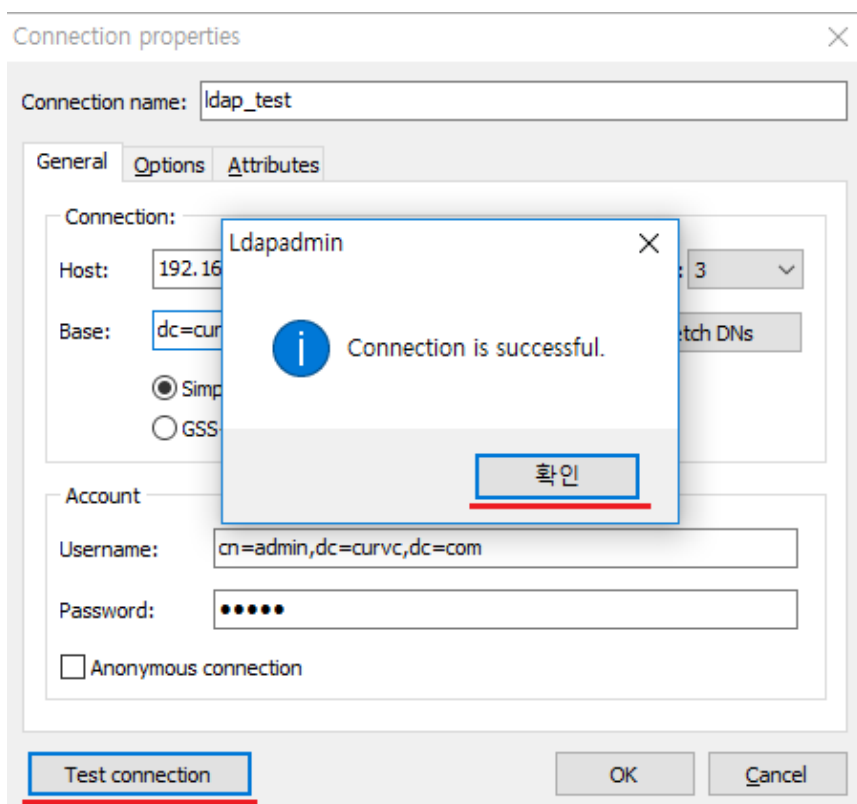 Connection properties
Connection name: ldap_test
General Options Attributes
Connection:
Ldapadmin
Host: 192.16 : 3
Base: dc=cur etch DNs
Connection is successful.
Simp
GSS-
확인
Account
Username: cn=admin,dc=curvc,dc=com
Password: •••••
Anonymous connection
Test connection OK Cancel